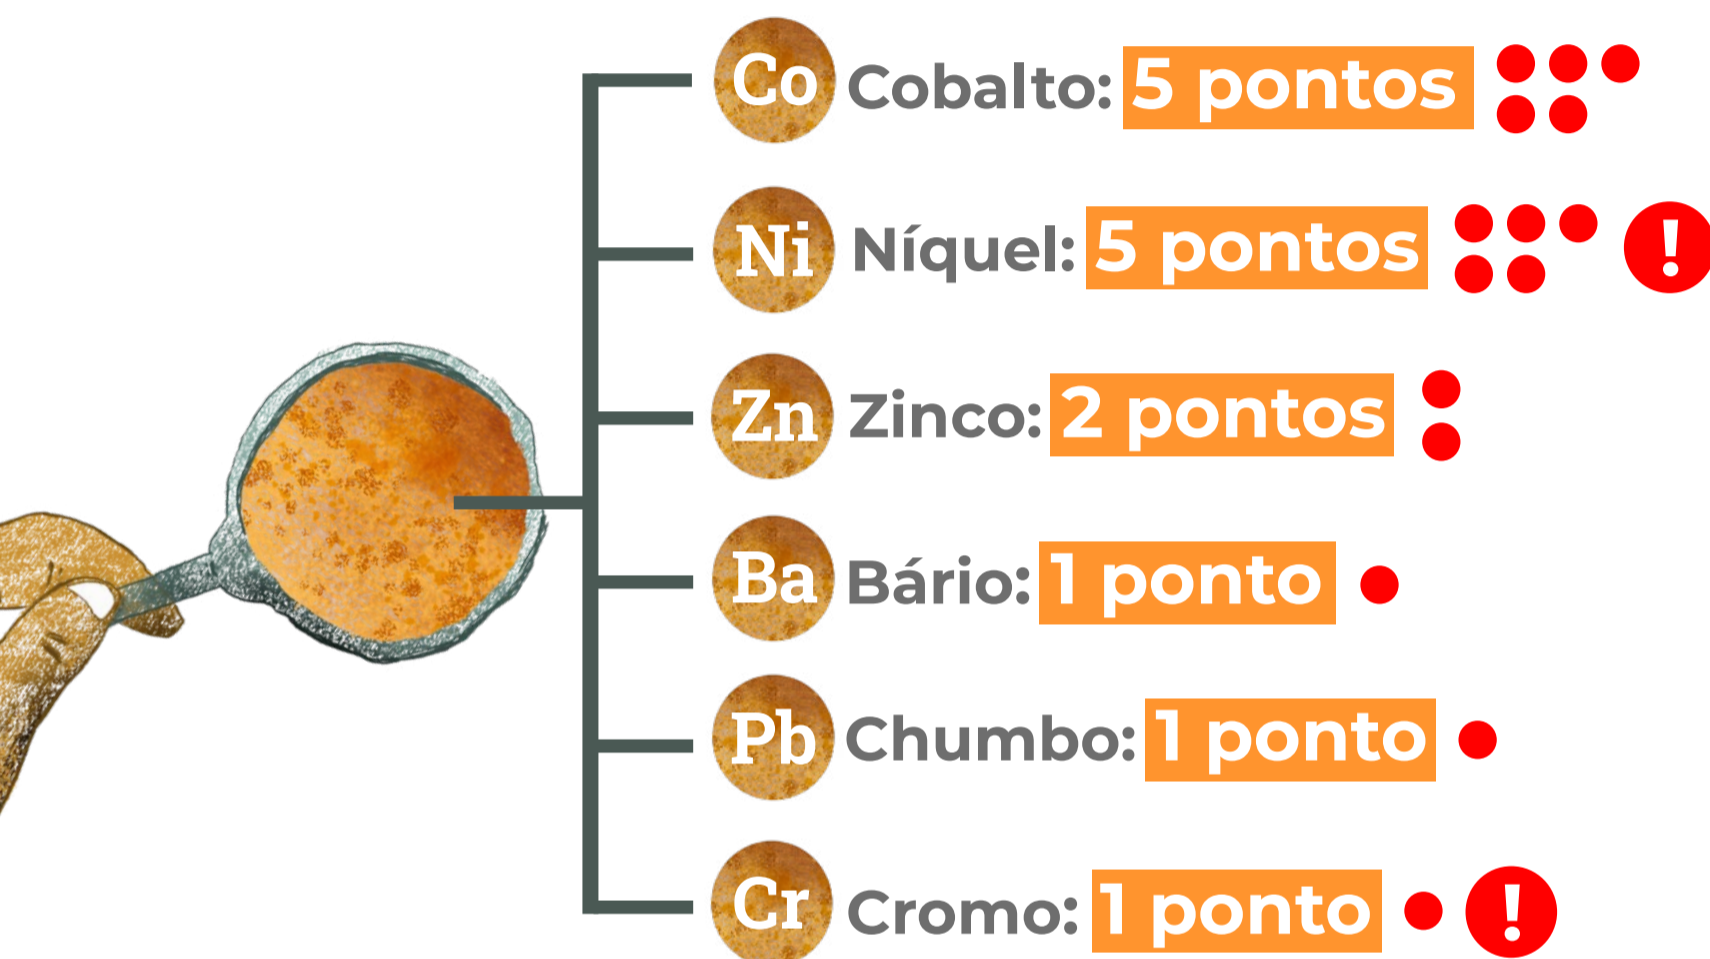 Co Cobalto: 5 pontos
Ni Níquel: 5 pontos !
Zn Zinco: 2 pontos
Ba Bário: 1 ponto
Pb Chumbo: 1 ponto
Cr Cromo: 1 ponto !